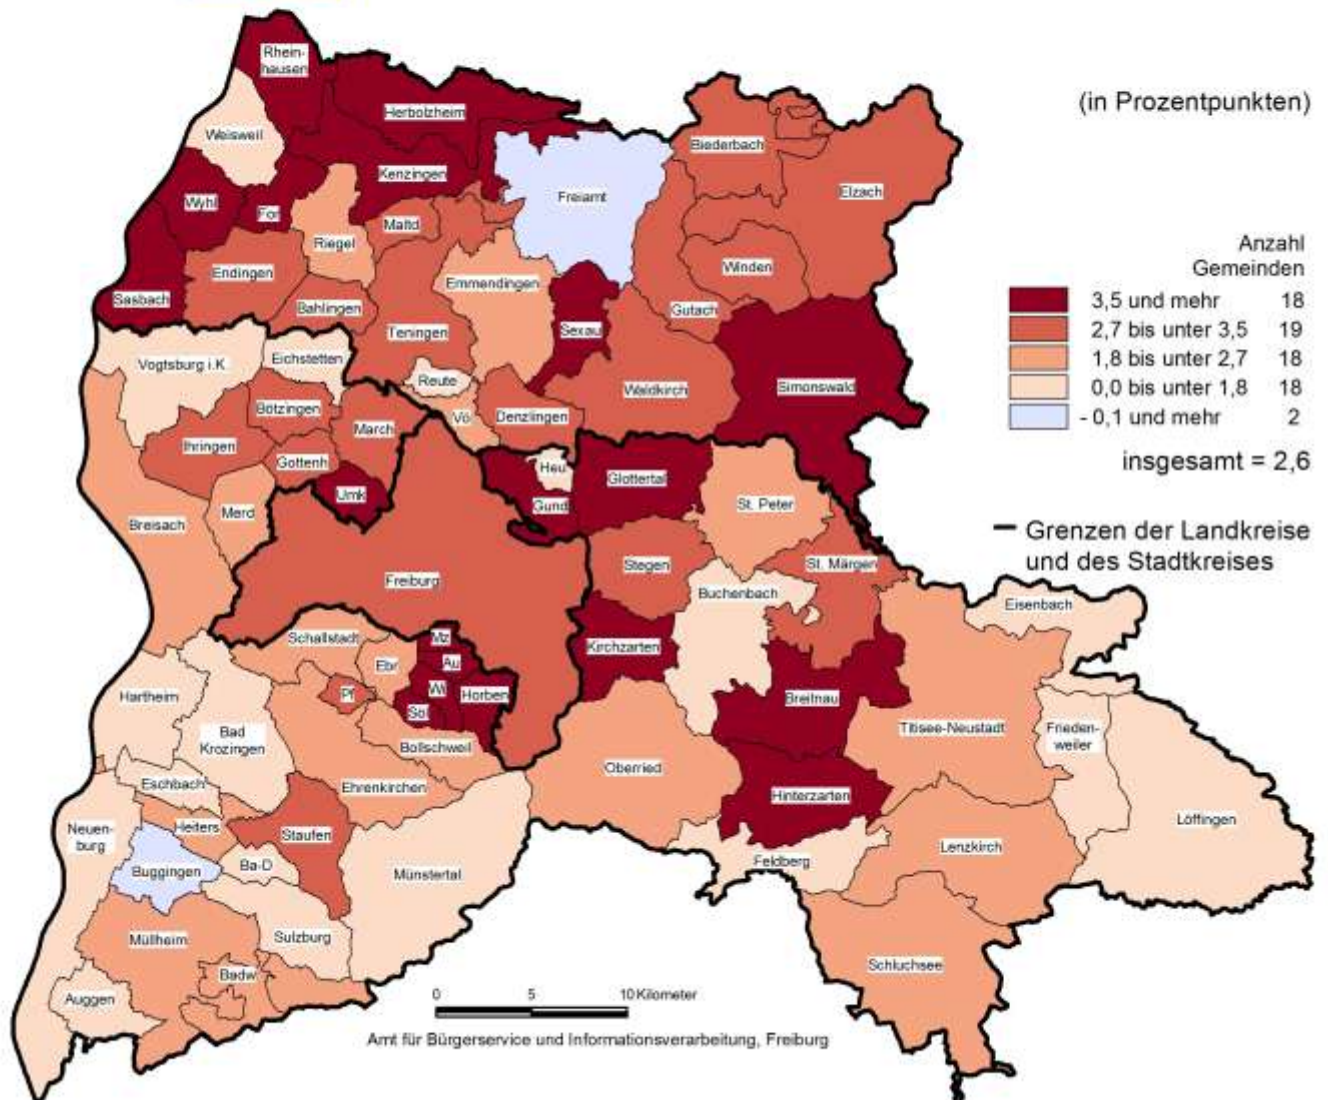 Rhein-
hausen
Herbolzheim
(in Prozentpunkten)
Weisweil
Biederbach
Kenzingen
Elzach
Freiamt
Wyhl
For
Mattd
Riegel
Anzahl
Gemeinden
Endingen
Winden
Emmendingen
Sasbach
Bahlingen
Gutach
3,5 und mehr 18
Teningen
Sexau
2,7 bis unter 3,5 19
Vogtsburg i.K.
Eichstetten
1,8 bis unter 2,7 18
Reute
Waldkirch
Simonswald
0,0 bis unter 1,8 18
Bötzingen
Vö
Denzlingen
- 0,1 und mehr 2
March
Ihringen
Gottenh
insgesamt = 2,6
Heu
Glottertal
Umk
Gund
St. Peter
Merd
Breisach
Grenzen der Landkreise
und des Stadtkreises
Stegen
St. Märgen
Freiburg
Buchenbach
Eisenbach
Schallstadt
Mz
Kirchzarten
Ebr
Au
Hartheim
Pf
Wi
Horben
Breitnau
Sol
Titisee-Neustadt
Frieden-
weiler
Bad
Krozingen
Bollschweil
Oberried
Eschbach
Ehrenkirchen
Hinterzarten
Neuen-
burg
Heiters
Staufen
Löffingen
Lenzkirch
Buggingen
Ba-D
Münstertal
Feldberg
Müllheim
Sulzburg
Schluchsee
Badw
Auggen
0 5 10 Kilometer
Amt für Bürgerservice und Informationsverarbeitung, Freiburg